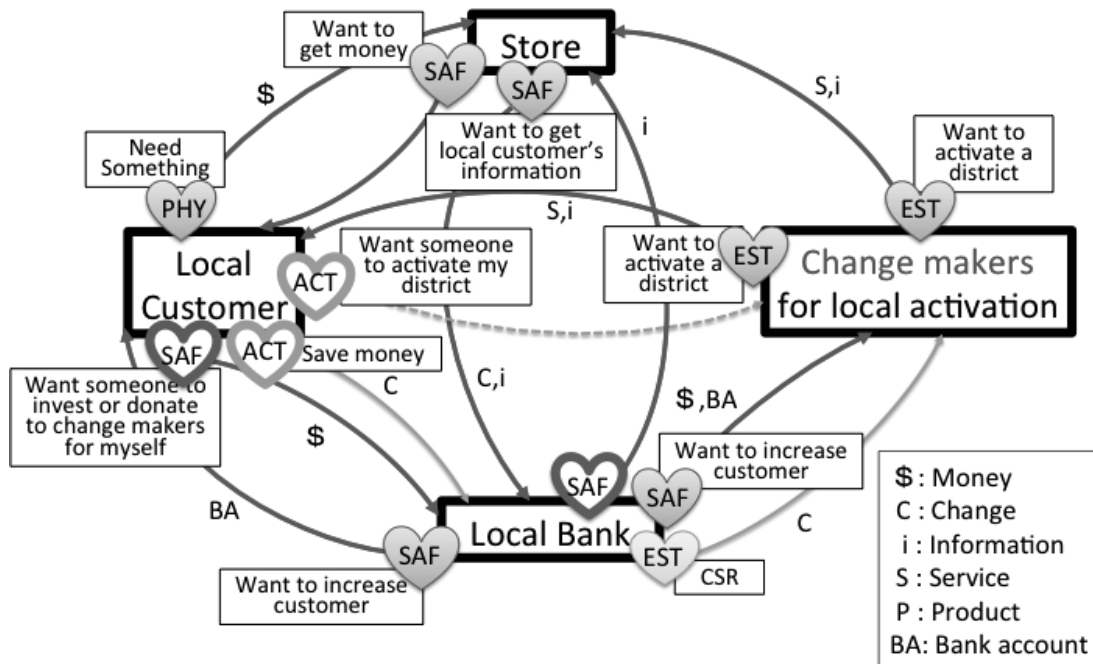 Want to
get money
Store
SAF
SAF
$
S,i
i
Want to get
local customer's
information
Need
Something
Want to
activate a
district
PHY
EST
S,i
Local
Customer
ACT
Want someone
to activate my
district
Want to
activate a
district
EST
Change makers
for local activation
SAF
ACT
Save money
C
Want someone to
invest or donate
to change makers
for myself
$
C,i
$,BA
Want to increase
customer
BA
SAF
SAF
C
Local Bank
SAF
EST
CSR
Want to increase
customer
$ : Money
C : Change
i : Information
S : Service
P : Product
BA: Bank account